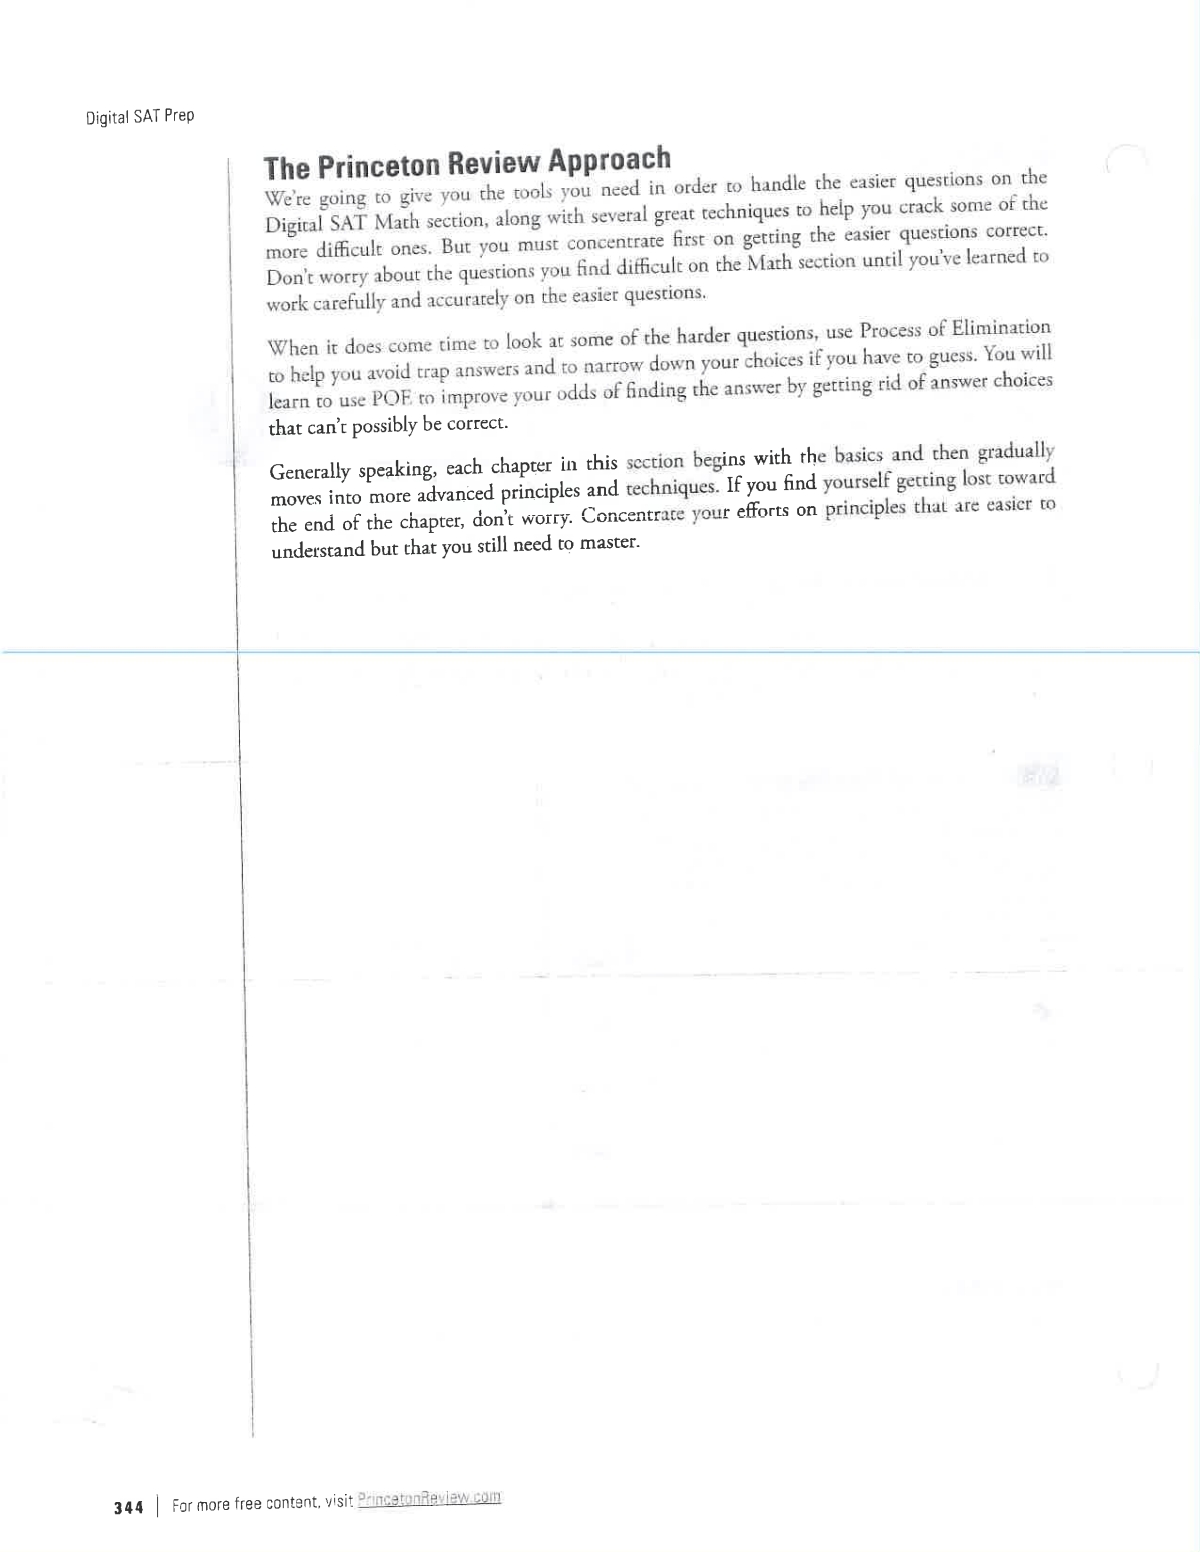 Digital SAT Prep
The Princeton Review Approach
We're going to give you the tools you need in order to handle the easier questions on the
Digital SAT Math section, along with several great techniques to help you crack some of the
more difficult ones. But you must concentrate first on getting the easier questions correct.
Don't worry about the questions you find difficult on the Math section until you've learned to
work carefully and accurately on the easier questions.
When it does come time to look at some of the harder questions, use Process of Elimination
to help you avoid trap answers and to narrow down your choices if you have to guess. You will
learn to use POE to improve your odds of finding the answer by getting rid of answer choices
that can't possibly be correct.
Generally speaking, each chapter in this section begins with the basics and then gradually
moves into more advanced principles and techniques. If you find yourself getting lost toward
the end of the chapter, don't worry. Concentrate your efforts on principles that are easier to
understand but that you still need to master.
344 | For more free content, visit PrincetonReview.com